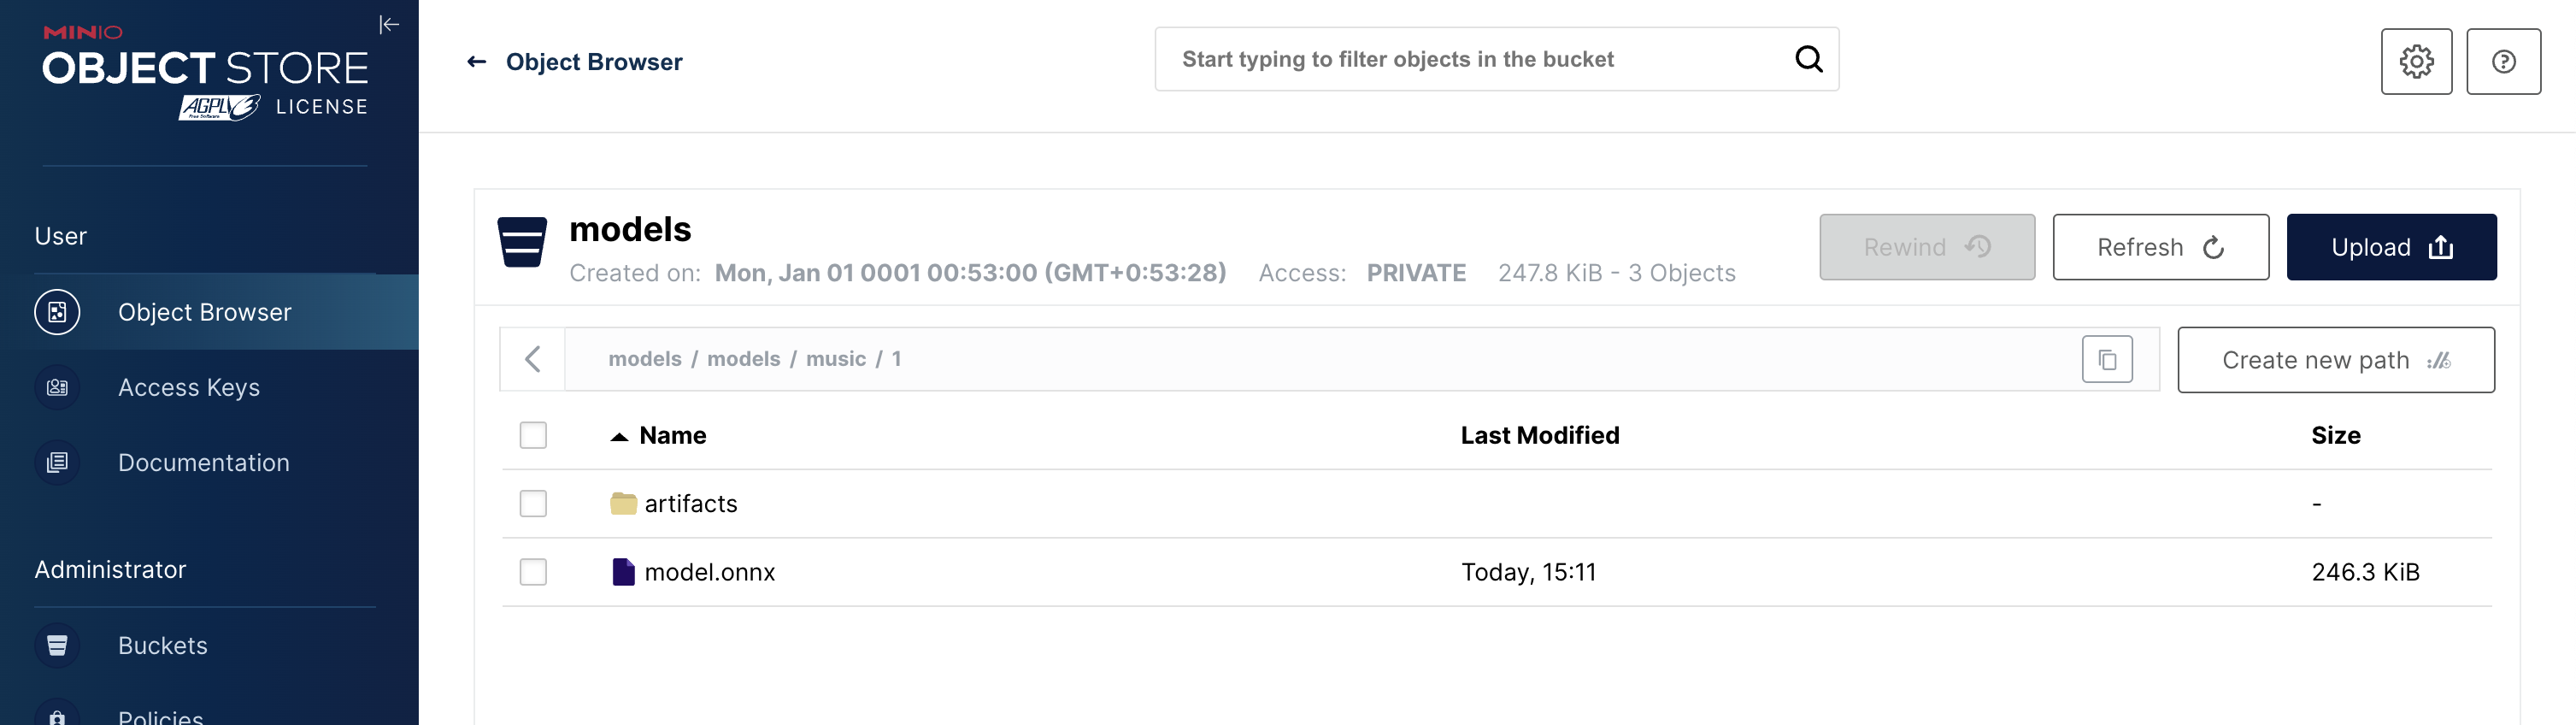 MINIO
OBJECT STORE
AGPLv3 LICENSE
Free Software
User
Object Browser
Access Keys
Documentation
Administrator
Buckets
Policies
Object Browser
Start typing to filter objects in the bucket
models
Created on: Mon, Jan 01 0001 00:53:00 (GMT+0:53:28) Access: PRIVATE 247.8 KiB - 3 Objects
Rewind
Refresh
Upload
models / models / music / 1
Create new path
Name Last Modified Size
artifacts -
model.onnx Today, 15:11 246.3 KiB